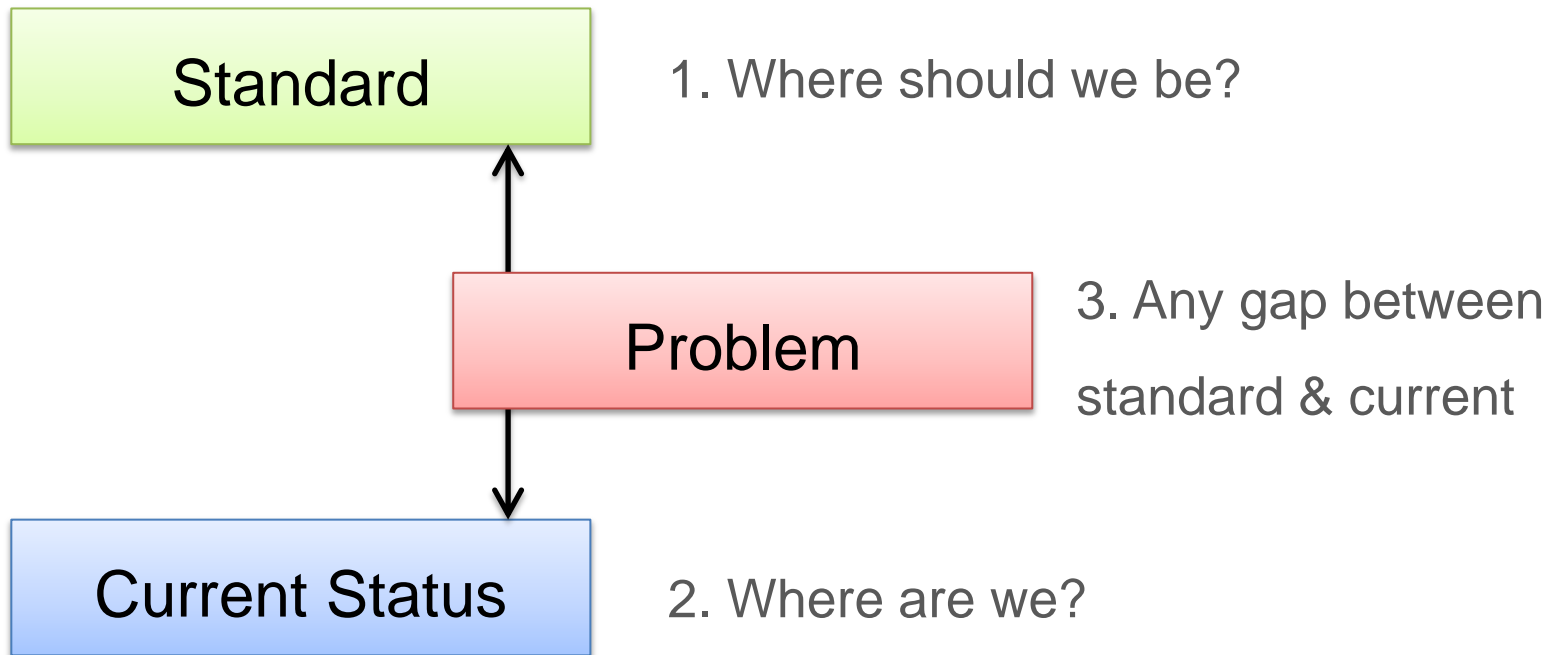 Standard
1. Where should we be?
Problem
3. Any gap between
standard & current
Current Status
2. Where are we?